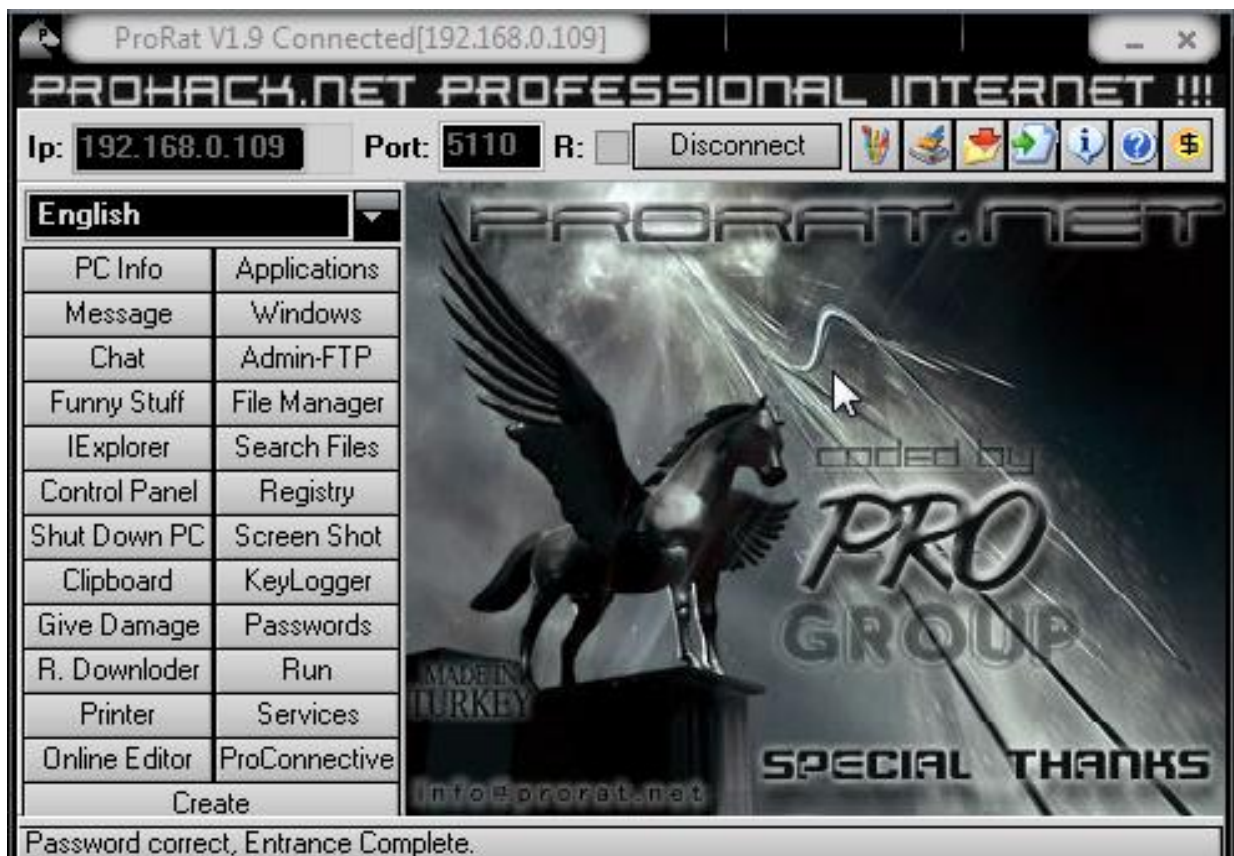 ProRat V1.9 Connected[192.168.0.109]
PROHACK.NET PROFESSIONAL INTERNET !!!
Ip: 192.168.0.109 Port: 5110 R: Disconnect
English
PRORAT.NET
PC Info Applications
Message Windows
Chat Admin-FTP
Funny Stuff File Manager
IExplorer Search Files
coded by
Control Panel Registry
PRO
Shut Down PC Screen Shot
Clipboard KeyLogger
GROUP
Give Damage Passwords
R. Downloder Run
MADE IN
TURKEY
Printer Services
Online Editor ProConnective
SPECIAL THANKS
info@prorat.net
Create
Password correct, Entrance Complete.